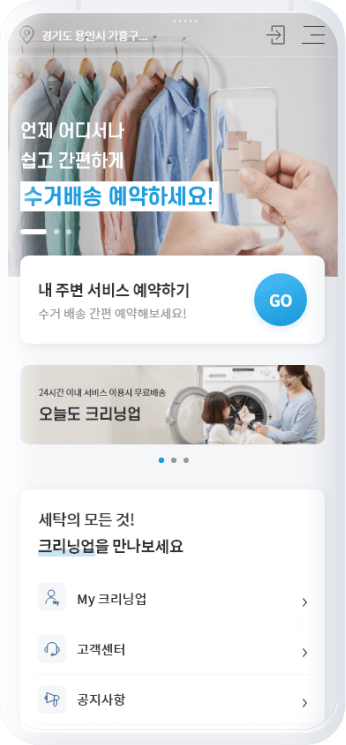 경기도 용인시 기흥구...
언제 어디서나
쉽고 간편하게
수거배송 예약하세요!
내 주변 서비스 예약하기
수거 배송 간편 예약해보세요!
GO
24시간 이내 서비스 이용시 무료배송
오늘도 크리닝업
세탁의 모든 것!
크리닝업을 만나보세요
My 크리닝업
고객센터
공지사항